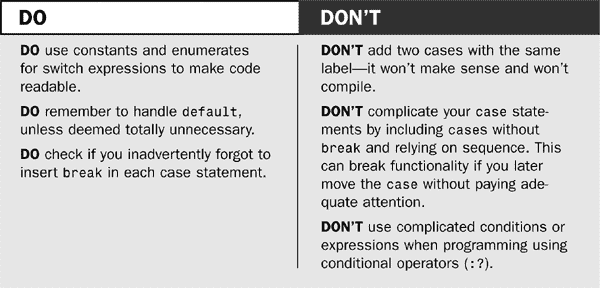 DO
DO use constants and enumerates
for switch expressions to make code
readable.
DO remember to handle default,
unless deemed totally unnecessary.
DO check if you inadvertently forgot to
insert break in each case statement.
DON'T
DON'T add two cases with the same
label—it won't make sense and won't
compile.
DON'T complicate your case state-
ments by including cases without
break and relying on sequence. This
can break functionality if you later
move the case without paying ade-
quate attention.
DON'T use complicated conditions or
expressions when programming using
conditional operators (:?).